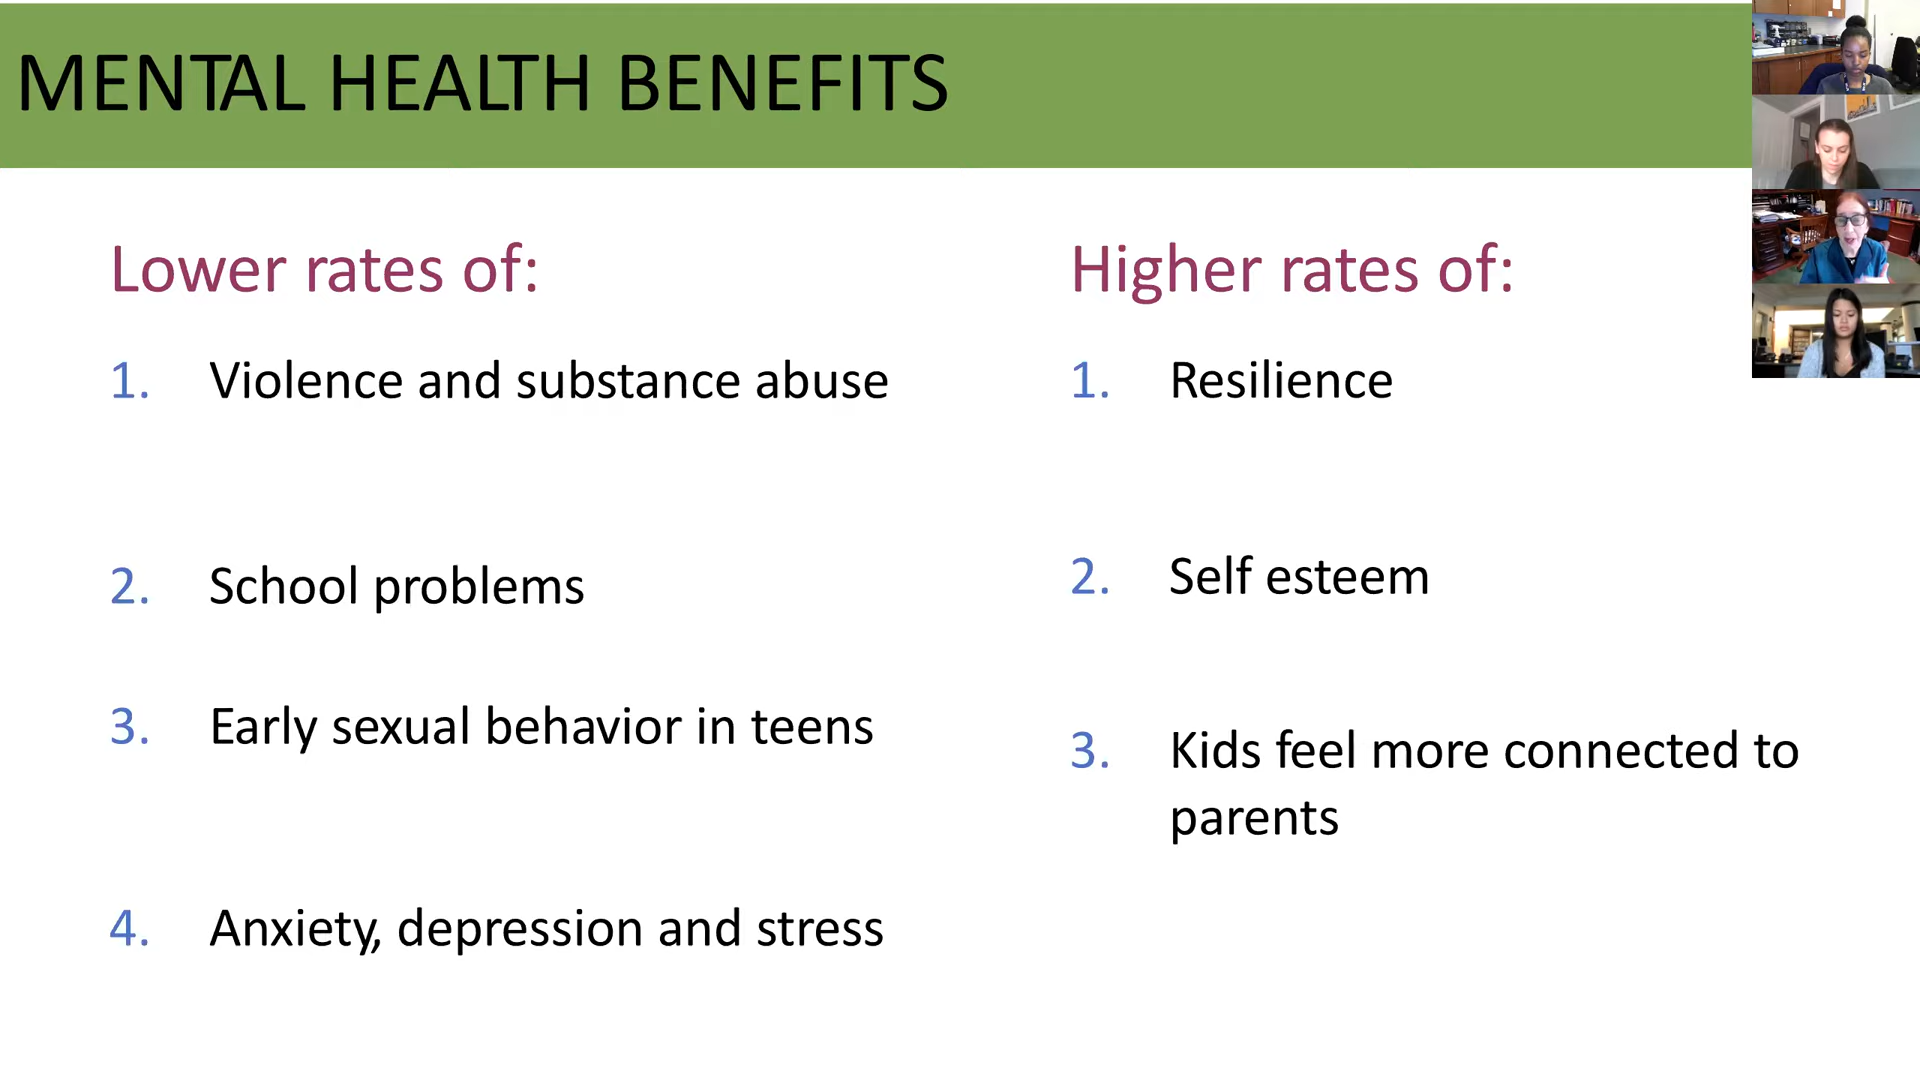 MENTAL HEALTH BENEFITS
Lower rates of:
1. Violence and substance abuse
2. School problems
3. Early sexual behavior in teens
4. Anxiety, depression and stress
Higher rates of:
1. Resilience
2. Self esteem
3. Kids feel more connected to
parents